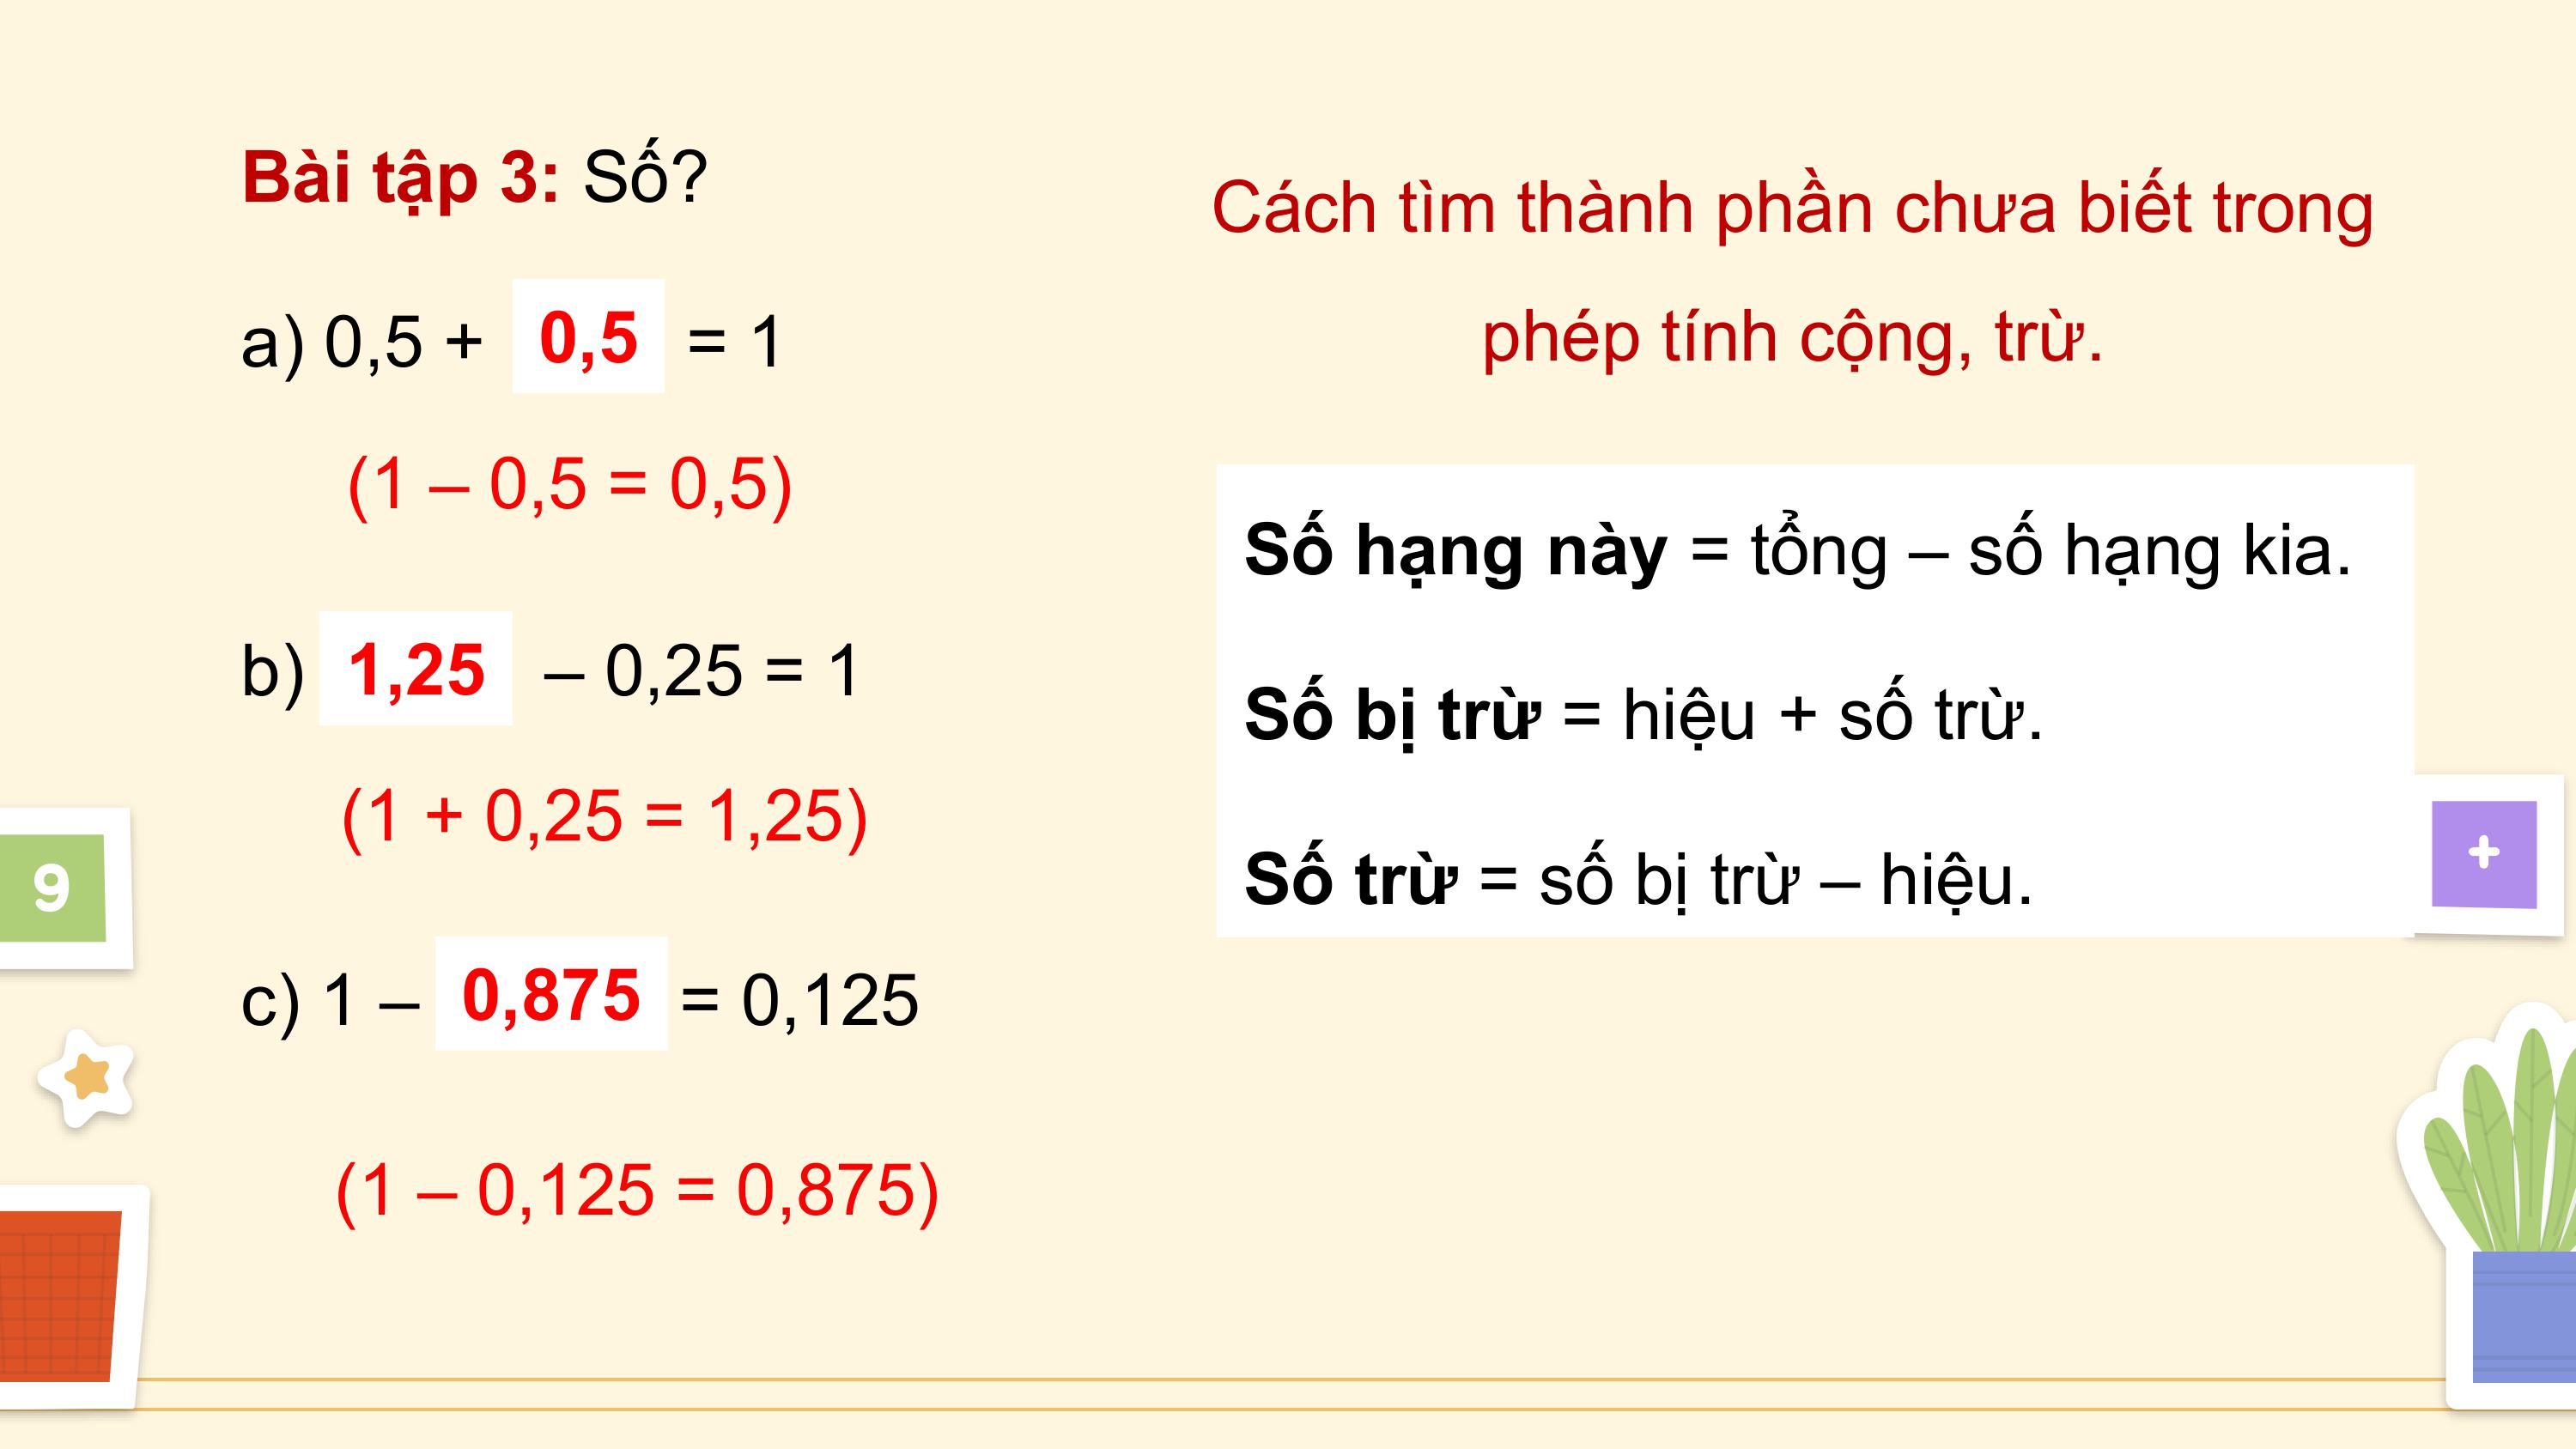 Bài tập 3: Số?
a) 0,5 + 0,5 = 1
(1 – 0,5 = 0,5)
b) 1,25 – 0,25 = 1
(1 + 0,25 = 1,25)
c) 1 – 0,875 = 0,125
(1 – 0,125 = 0,875)
Cách tìm thành phần chưa biết trong
phép tính cộng, trừ.
Số hạng này = tổng – số hạng kia.
Số bị trừ = hiệu + số trừ.
Số trừ = số bị trừ – hiệu.
9
+